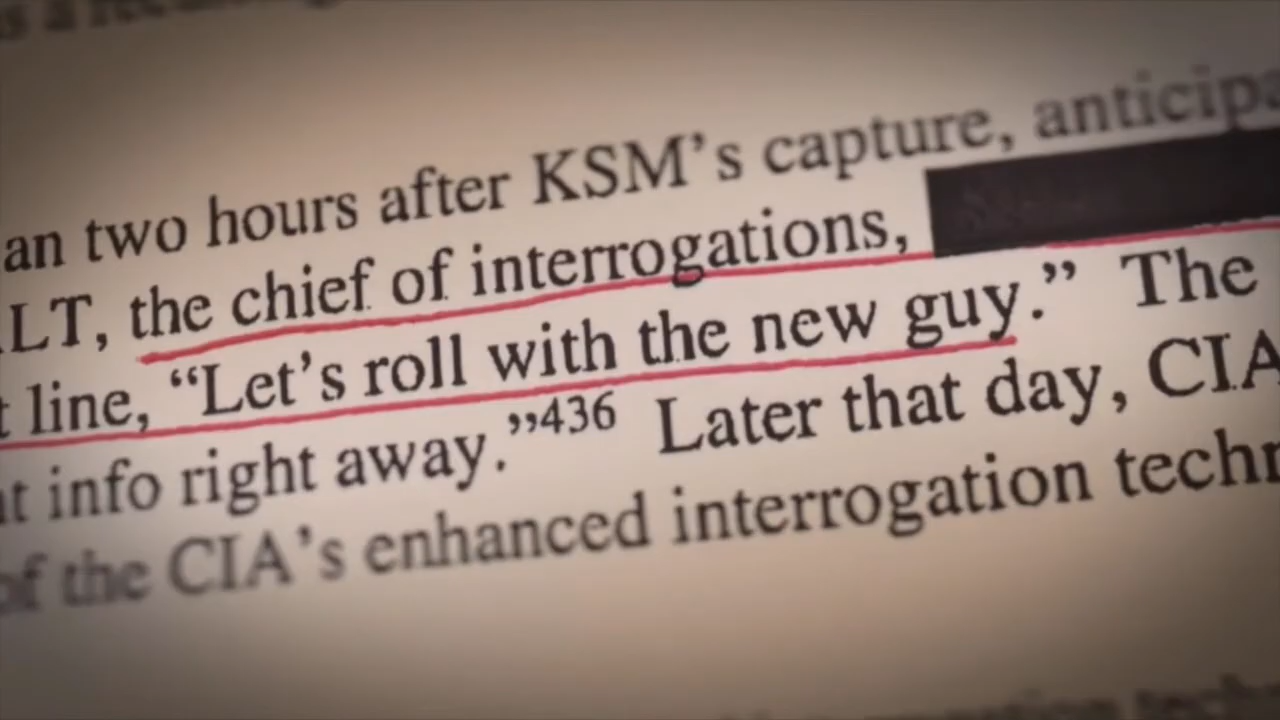 an two hours after KSM's capture, anticipa
LT, the chief of interrogations,
line, “Let's roll with the new guy.” The
info right away.”436 Later that day, CIA
of the CIA's enhanced interrogation techn